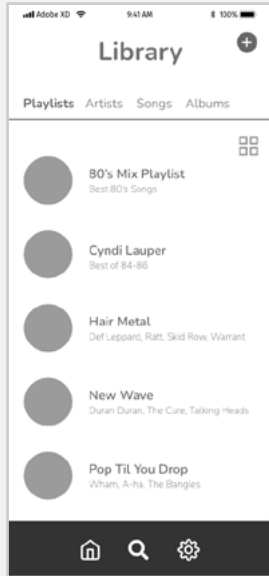 Adobe XD 9:41 AM 100%
Library
Playlists Artists Songs Albums
80's Mix Playlist
Best 80's Songs
Cyndi Lauper
Best of 84-86
Hair Metal
Def Leppard, Ratt, Skid Row, Warrant
New Wave
Duran Duran, The Cure, Talking Heads
Pop Til You Drop
Wham, A-ha, The Bangles